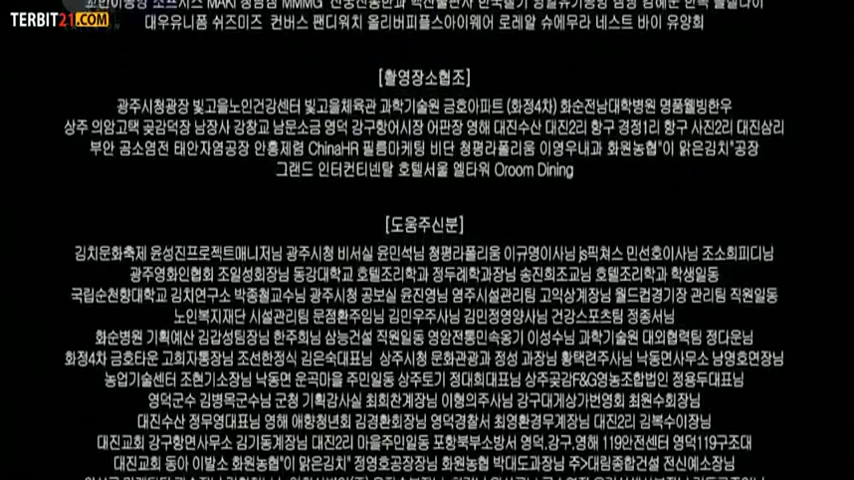 TERBIT21.COM
대우유니폼 쉬즈미즈 컨버스 팬디워치 올리버피플스아이웨어 로레알 슈에무라 네스트 바이 유양희
[촬영장소협조]
광주시청광장 빛고을노인건강센터 빛고을체육관 과학기술원 금호아파트 (화정4차) 화순전남대학병원 명품웰빙한우
상주 의암고택 곶감덕장 남장사 강창교 남문소금 영덕 강구항어시장 어판장 영해 대진수산 대진2리 항구 경정1리 항구 사진2리 대진삼리
부안 곰소염전 태안자염공장 안흥제렴 ChinaHR 필름마케팅 비단 청평라폴리움 이영우내과 화원농협"이 맑은김치"공장
그랜드 인터컨티넨탈 호텔서울 엘타워 Oroom Dining
[도움주신분]
김치문화축제 윤성진프로젝트매니저님 광주시청 비서실 윤민석님 청평라폴리움 이규명이사님 js픽쳐스 민선호이사님 조소회피디님
광주영화인협회 조일성회장님 동강대학교 호텔조리학과 정두례학과장님 송진희조교님 호텔조리학과 학생일동
국립순천향대학교 김치연구소 박종철교수님 광주시청 공보실 윤진영님 염주시설관리팀 고익상계장님 월드컵경기장 관리팀 직원일동
노인복지재단 시설관리팀 문점환주임님 김민우주사님 김민정영양사님 건강스포츠팀 정종서님
화순병원 기획예산 김갑성팀장님 한주희님 삼능건설 직원일동 영암전통민속옹기 이성수님 과학기술원 대외협력팀 정다운님
화정4차 금호타운 고희자통장님 조선한정식 김은숙대표님 상주시청 문화관광과 정성 과장님 황택련주사님 낙동면사무소 남영호면장님
농업기술센터 조현기소장님 낙동면 운곡마을 주민일동 상주토기 정대희대표님 상주곶감F&G영농조합법인 정용두대표님
영덕군수 김병목군수님 군청 기획감사실 최회찬계장님 이형의주사님 강구대게상가번영회 최원수회장님
대진수산 정무영대표님 영해 애향청년회 김경환회장님 영덕경찰서 최영환경무계장님 대진2리 김복수이장님
대진교회 강구항면사무소 김기동계장님 대진2리 마을주민일동 포항북부소방서 영덕,강구,영해 119안전센터 영덕119구조대
대진교회 동아 이발소 화원농협"이 맑은김치" 정영호공장장님 화원농협 박대도과장님 주>대림종합건설 전신예소장님